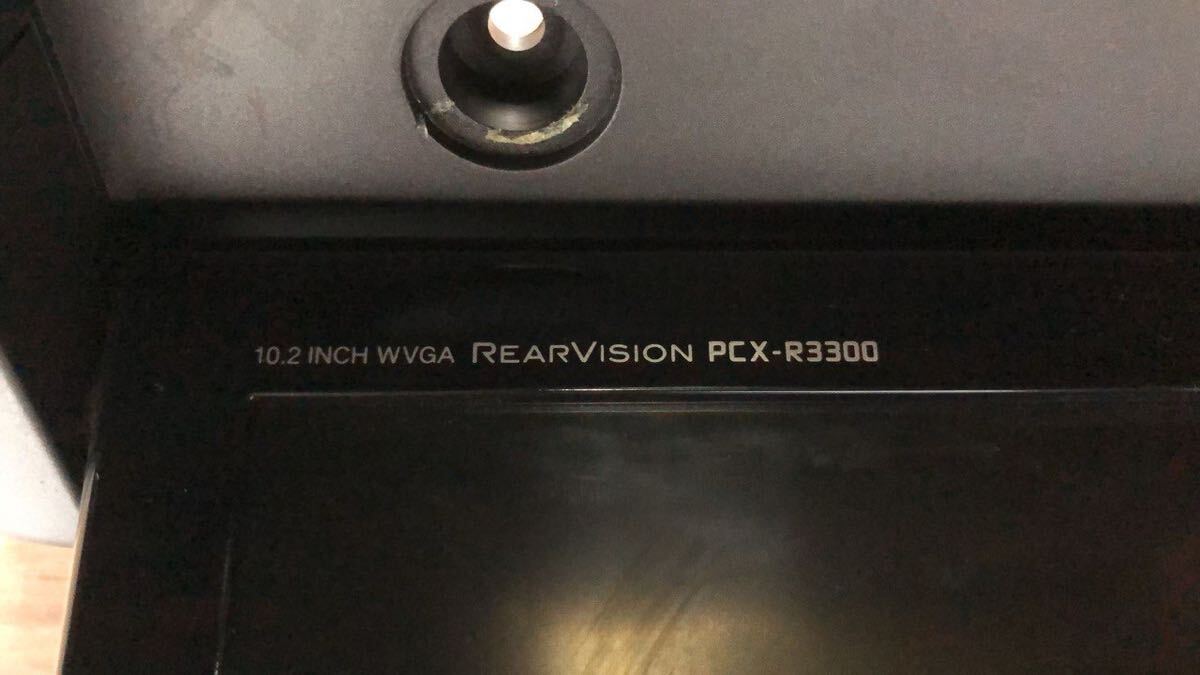 10.2 INCH WVGA REARVISION PCX-R3300